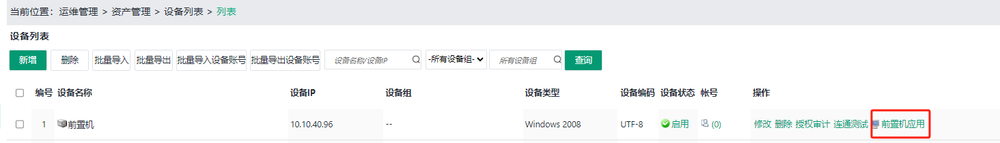 当前位置：运维管理 > 资产管理 > 设备列表 > 列表
设备列表
新增 删除 批量导入 批量导出 批量导入设备账号 批量导出设备账号 设备名称/设备IP -所有设备组- 所有设备组 查询
编号 设备名称 设备IP 设备组 设备类型 设备编码 设备状态 帐号 操作
1 前置机 10.10.40.96 -- Windows 2008 UTF-8 启用 (0) 修改 删除 授权审计 连通测试 前置机应用